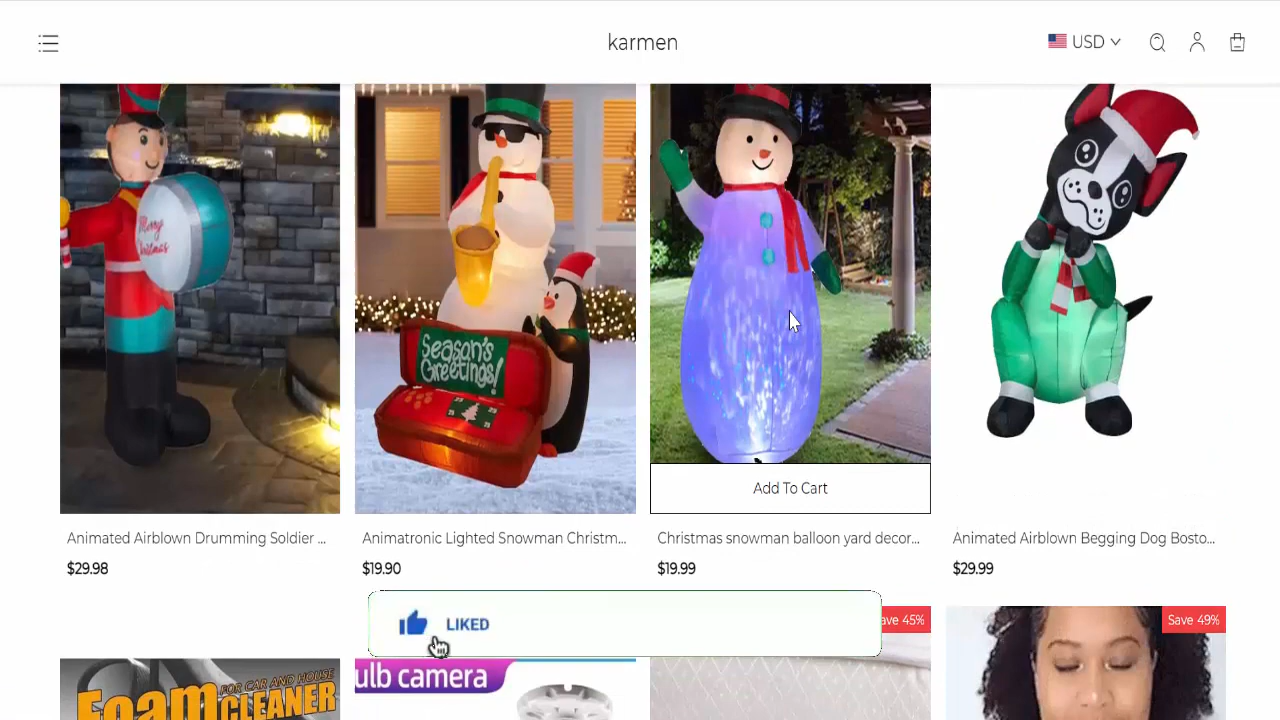 karmen
USD
Merry
Christmas
Season's
Greetings!
Add To Cart
Animated Airblown Drumming Soldier ...
Animatronic Lighted Snowman Christm...
Christmas snowman balloon yard decor...
Animated Airblown Begging Dog Bosto...
$29.98
$19.90
$19.99
$29.99
LIKED
ave 45%
Save 49%
FOR CAR AND HOUSE
Foam CLEANER
ulb camera